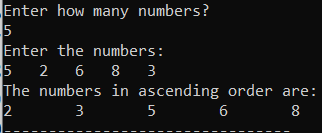 Enter how many numbers?
5
Enter the numbers:
5   2   6   8   3
The numbers in ascending order are:
2       3       5       6       8
--------------------------------